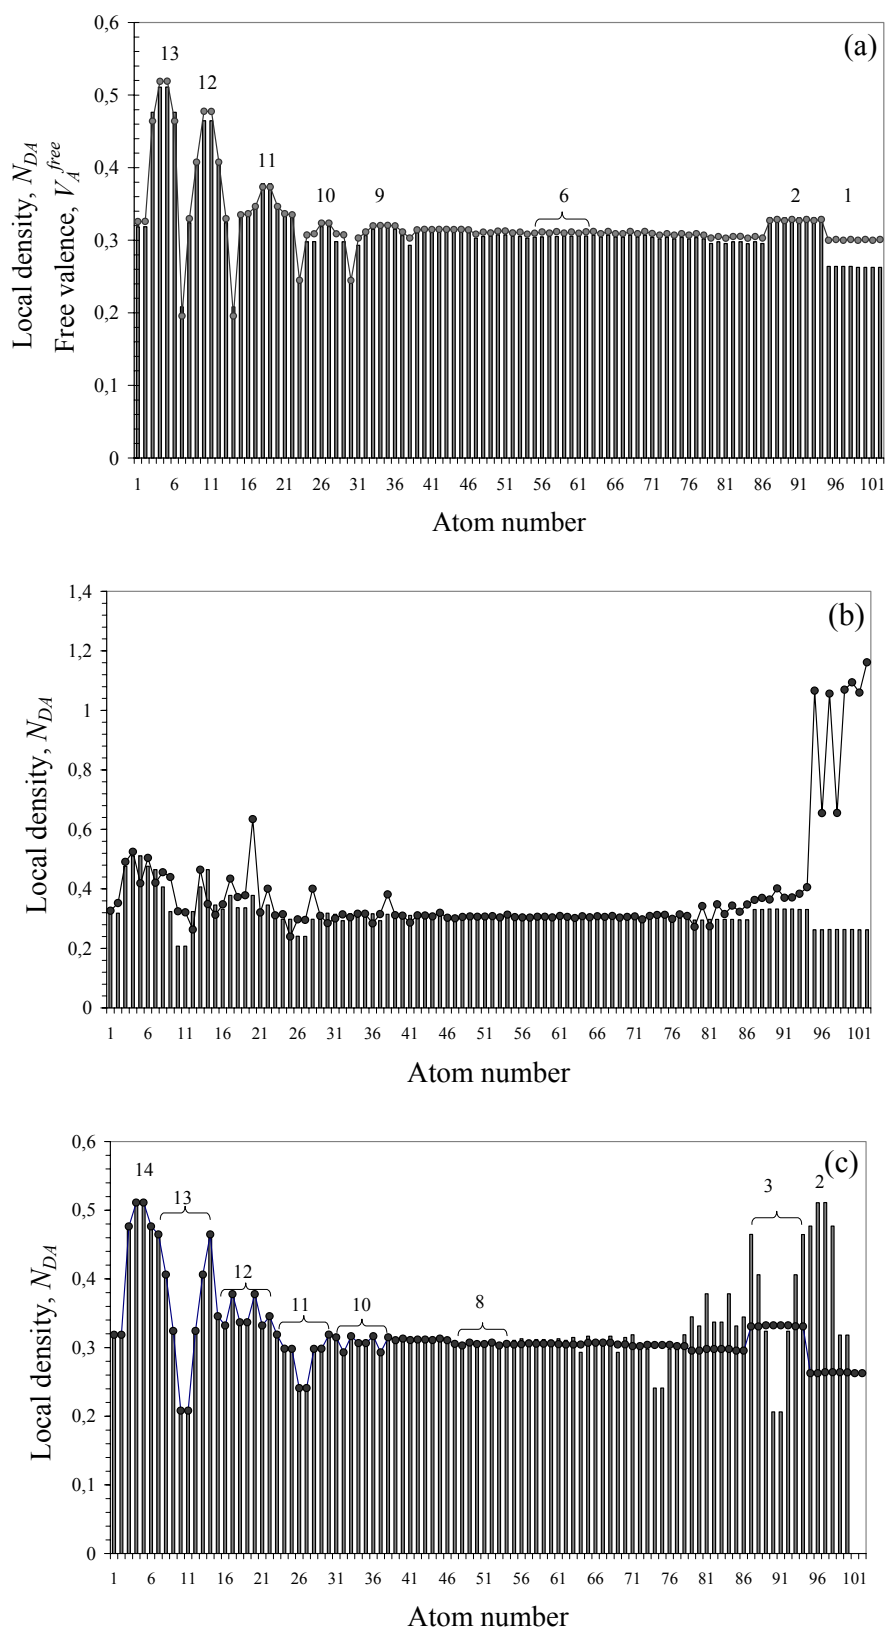 (a)
Local density, N_DA
Free valence, V_A^free
0,6
0,5
0,4
0,3
0,2
0,1
0
13
12
11
10
9
6
2
1
1 6 11 16 21 26 31 36 41 46 51 56 61 66 71 76 81 86 91 96 101
Atom number
(b)
Local density, N_DA
1,4
1,2
1
0,8
0,6
0,4
0,2
0
1 6 11 16 21 26 31 36 41 46 51 56 61 66 71 76 81 86 91 96 101
Atom number
(c)
Local density, N_DA
0,6
0,5
0,4
0,3
0,2
0,1
0
14
13
12
11
10
8
3
2
1 6 11 16 21 26 31 36 41 46 51 56 61 66 71 76 81 86 91 96 101
Atom number